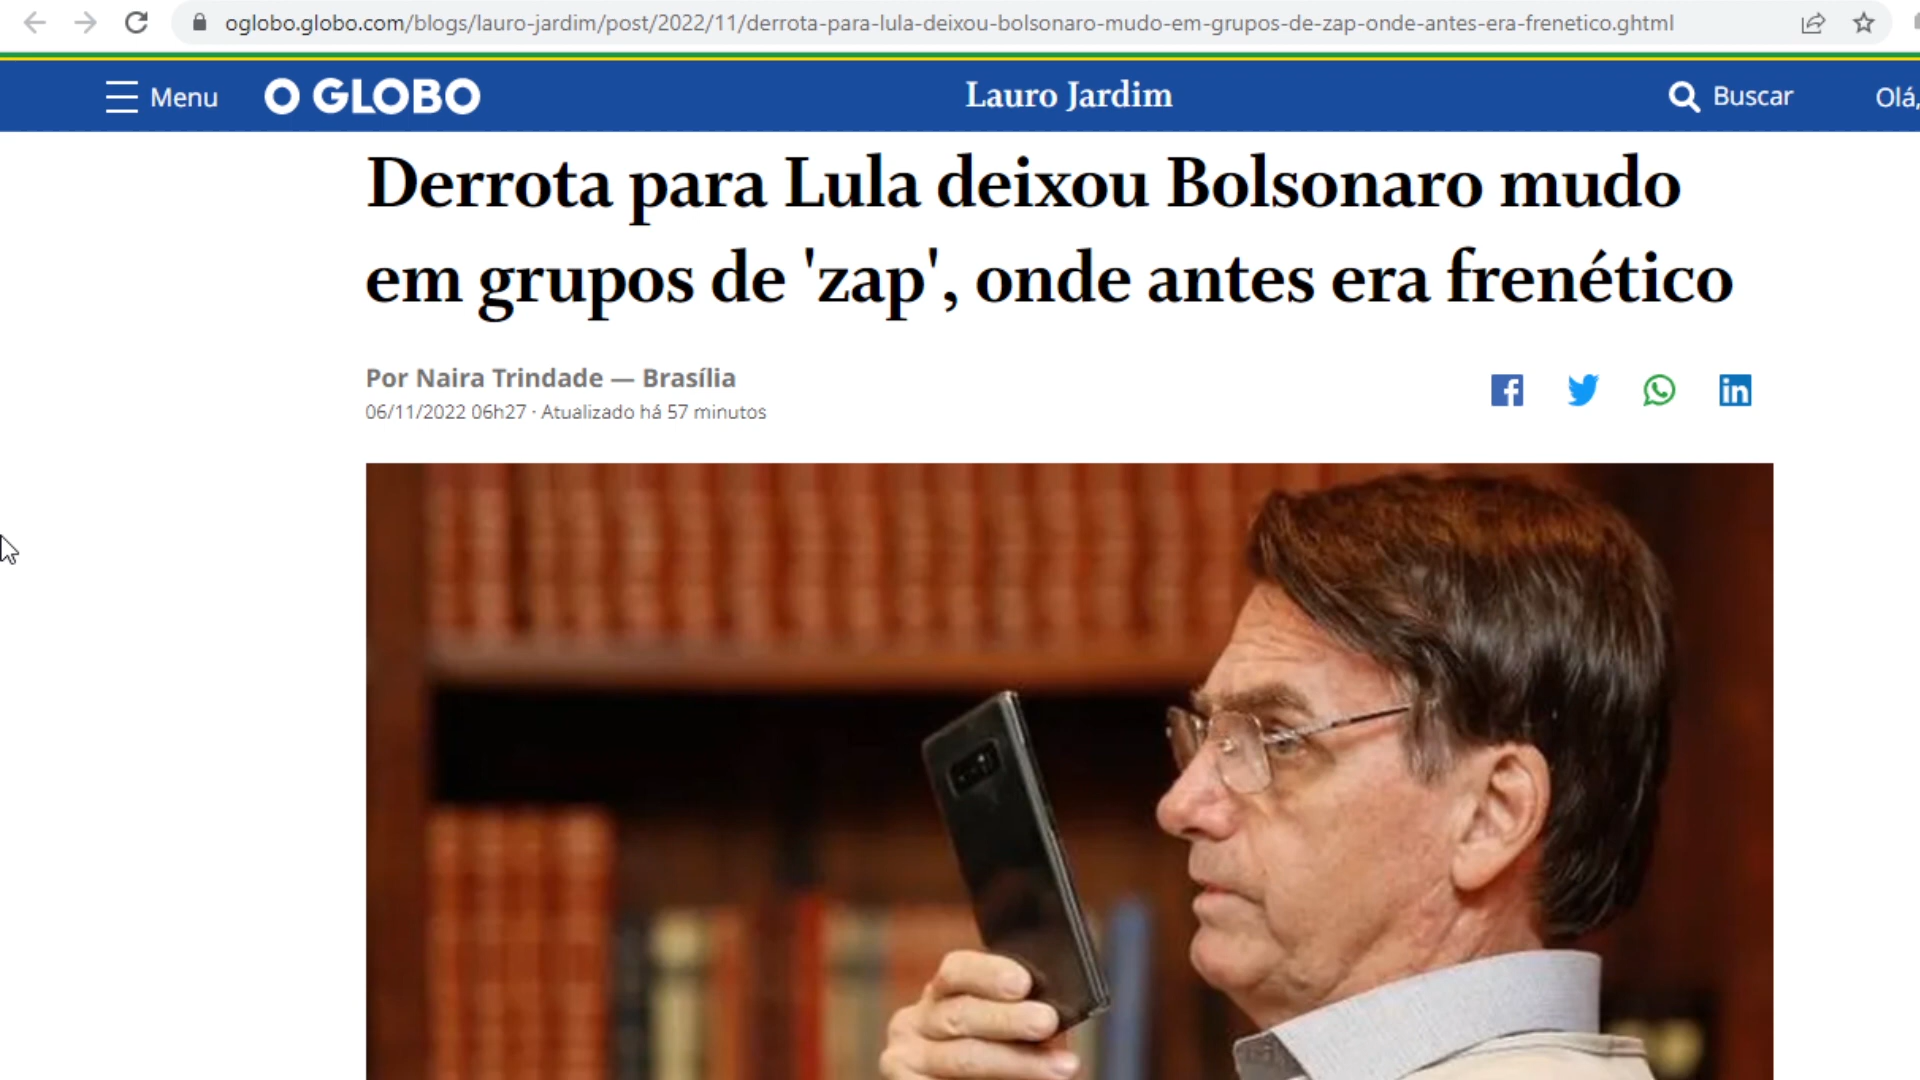 oglobo.globo.com/blogs/lauro-jardim/post/2022/11/derrota-para-lula-deixou-bolsonaro-mudo-em-grupos-de-zap-onde-antes-era-frenetico.ghtml
Menu O GLOBO Lauro Jardim Buscar Olá,
Derrota para Lula deixou Bolsonaro mudo
em grupos de 'zap', onde antes era frenético
Por Naira Trindade — Brasília
06/11/2022 06h27 · Atualizado há 57 minutos